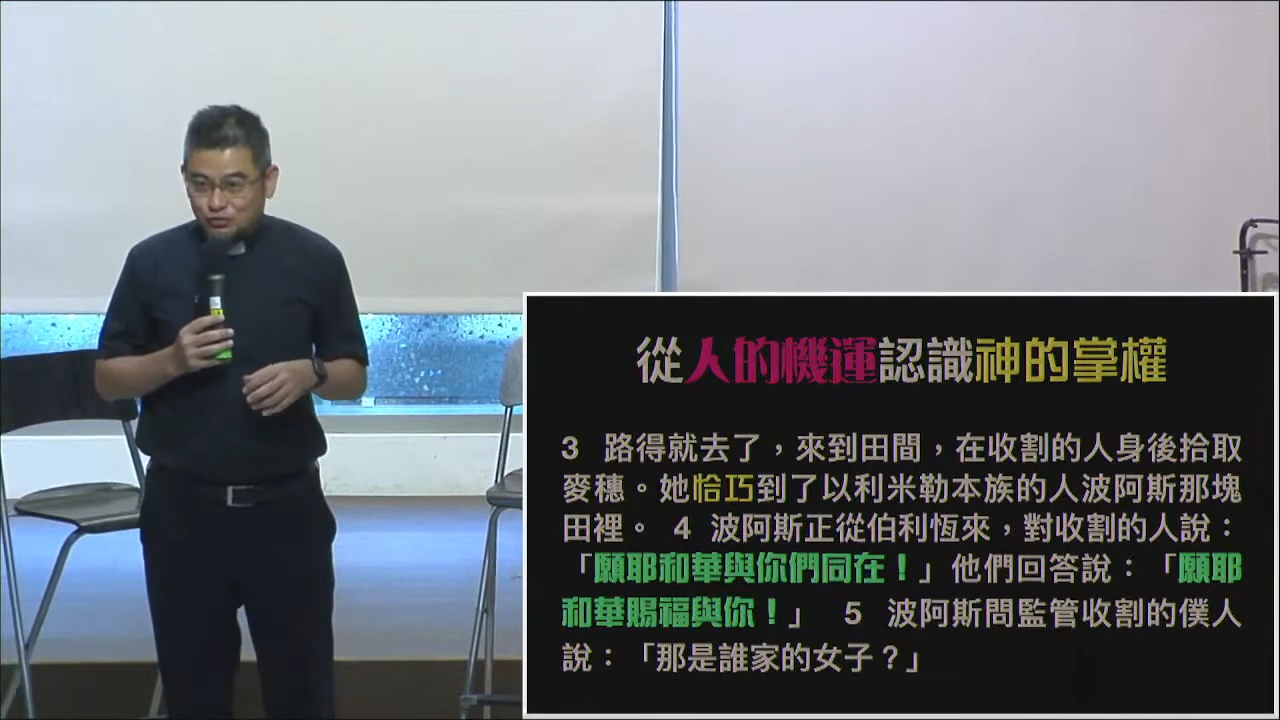 從人的機運認識神的掌權
3 路得就去了，來到田間，在收割的人身後拾取
麥穗。她恰巧到了以利米勒本族的人波阿斯那塊
田裡。 4 波阿斯正從伯利恆來，對收割的人說：
「願耶和華與你們同在！」他們回答說：「願耶
和華賜福與你！」 5 波阿斯問監管收割的僕人
說：「那是誰家的女子？」